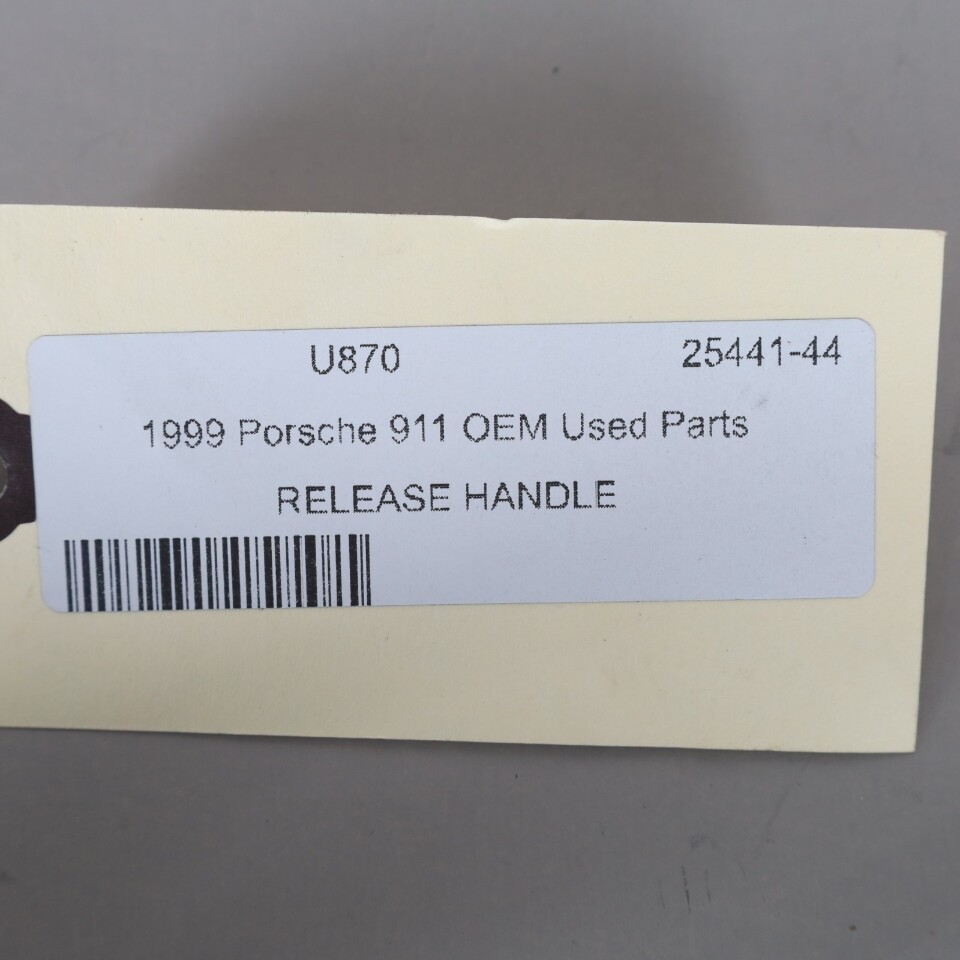 U870 25441-44
1999 Porsche 911 OEM Used Parts
RELEASE HANDLE